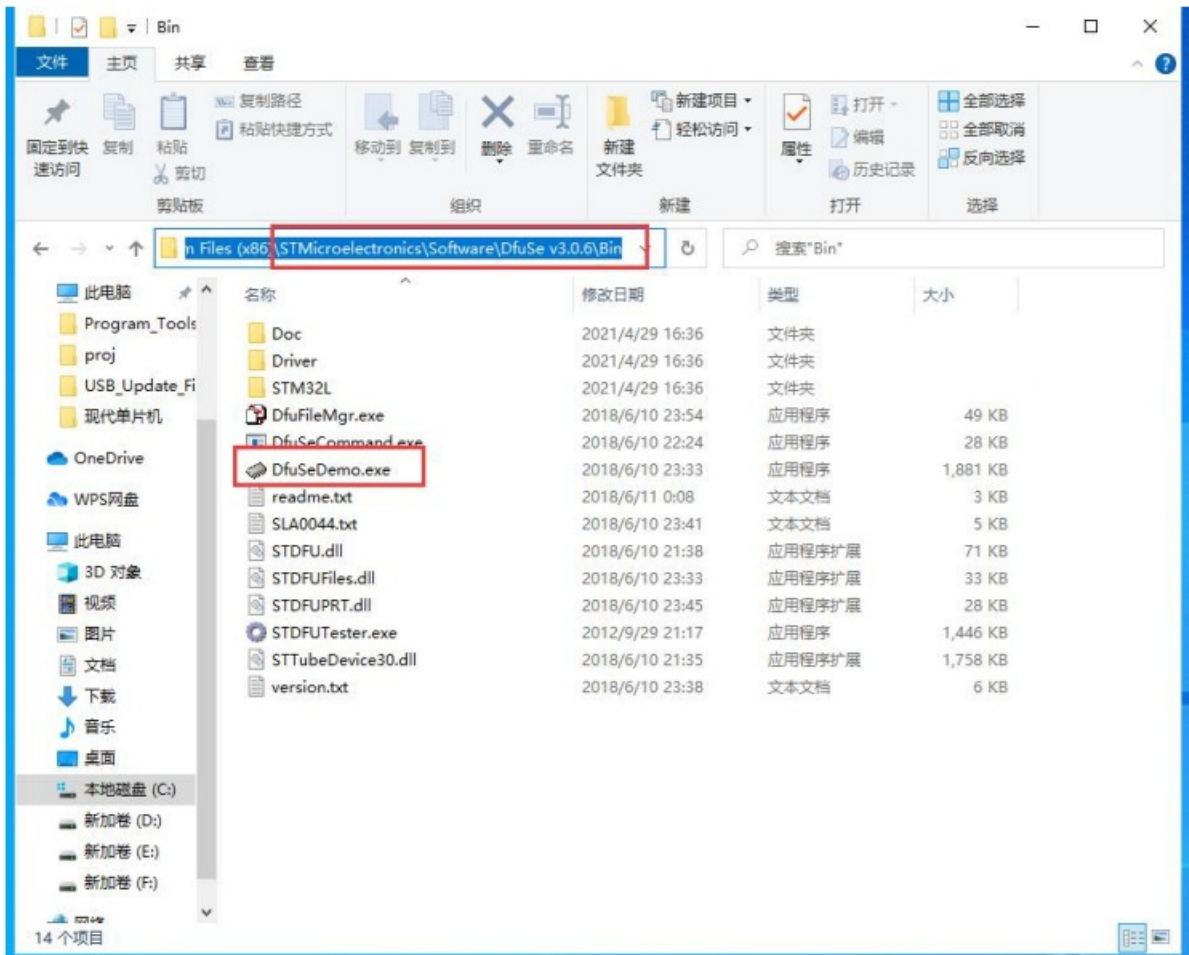 Bin
文件 主页 共享 查看
固定到快速访问
复制
粘贴
复制路径
粘贴快捷方式
剪切
移动到
复制到
删除
重命名
新建文件夹
新建项目
轻松访问
属性
打开
编辑
历史记录
全部选择
全部取消
反向选择
剪贴板 组织 新建 打开 选择
m Files (x86)\STMicroelectronics\Software\DfuSe v3.0.6\Bin
搜索"Bin"
此电脑
Program_Tools
proj
USB_Update_Fi
现代单片机
OneDrive
WPS网盘
此电脑
3D 对象
视频
图片
文档
下载
音乐
桌面
本地磁盘 (C:)
新加卷 (D:)
新加卷 (E:)
新加卷 (F:)
网络
名称 修改日期 类型 大小
Doc 2021/4/29 16:36 文件夹
Driver 2021/4/29 16:36 文件夹
STM32L 2021/4/29 16:36 文件夹
DfuFileMgr.exe 2018/6/10 23:54 应用程序 49 KB
DfuSeCommand.exe 2018/6/10 22:24 应用程序 28 KB
DfuSeDemo.exe 2018/6/10 23:33 应用程序 1,881 KB
readme.txt 2018/6/11 0:08 文本文档 3 KB
SLA0044.txt 2018/6/10 23:41 文本文档 5 KB
STDFU.dll 2018/6/10 21:38 应用程序扩展 71 KB
STDFUFiles.dll 2018/6/10 23:33 应用程序扩展 33 KB
STDFUPRT.dll 2018/6/10 23:45 应用程序扩展 28 KB
STDFUTester.exe 2012/9/29 21:17 应用程序 1,446 KB
STTubeDevice30.dll 2018/6/10 21:35 应用程序扩展 1,758 KB
version.txt 2018/6/10 23:38 文本文档 6 KB
14 个项目